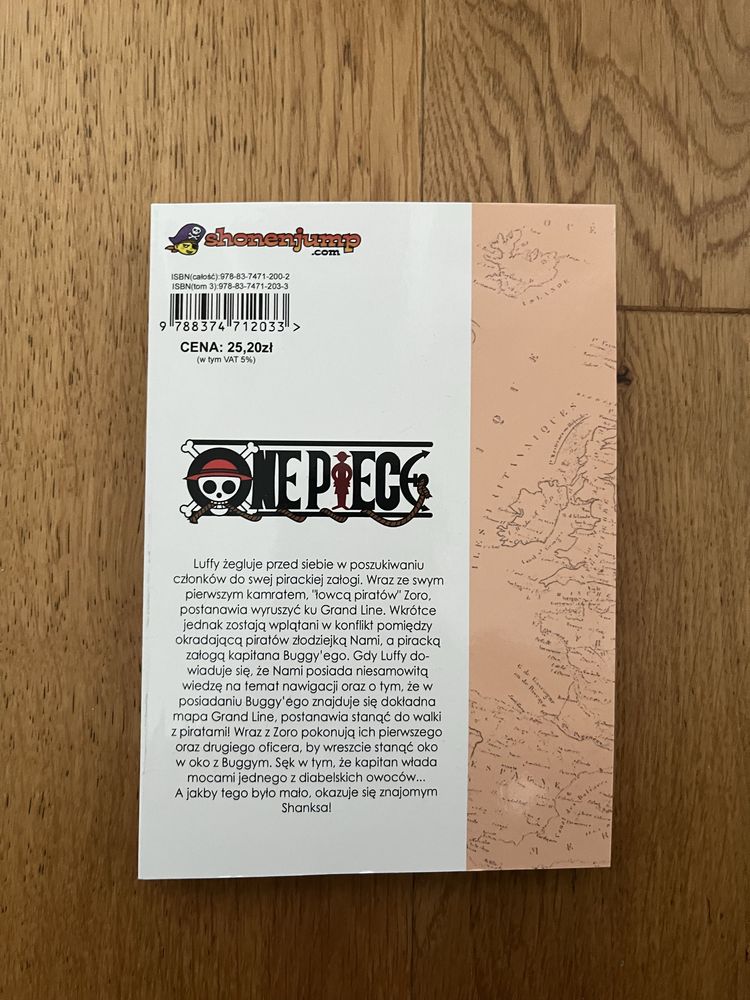 shonenjump
.com
ISBN(całość):978-83-7471-200-2
ISBN(tom 3):978-83-7471-203-3
9 788374 712033 >
CENA: 25,20zł
(w tym VAT 5%)
ONE PIECE
Luffy żegluje przed siebie w poszukiwaniu
członków do swej pirackiej załogi. Wraz ze swym
pierwszym kamratem, "łowcą piratów" Zoro,
postanawia wyruszyć ku Grand Line. Wkrótce
jednak zostają wplątani w konflikt pomiędzy
okradającą piratów złodziejką Nami, a piracką
załogą kapitana Buggy'ego. Gdy Luffy do-
wiaduje się, że Nami posiada niesamowitą
wiedzę na temat nawigacji oraz o tym, że w
posiadaniu Buggy'ego znajduje się dokładna
mapa Grand Line, postanawia stanąć do walki
z piratami! Wraz z Zoro pokonują ich pierwszego
oraz drugiego oficera, by wreszcie stanąć oko
w oko z Buggym. Sęk w tym, że kapitan włada
mocami jednego z diabelskich owoców...
A jakby tego było mało, okazuje się znajomym
Shanksa!
ISLANDE
ILES BRITANNIQUES